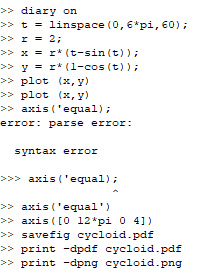 >> diary on
>> t = linspace(0,6*pi,60);
>> r = 2;
>> x = r*(t-sin(t));
>> y = r*(1-cos(t));
>> plot (x,y)
>> plot (x,y)
>> axis('equal);
error: parse error:
syntax error
>>> axis('equal);
^
>> axis('equal')
>> axis([0 12*pi 0 4])
>> savefig cycloid.pdf
>> print -dpdf cycloid.pdf
>> print -dpng cycloid.png